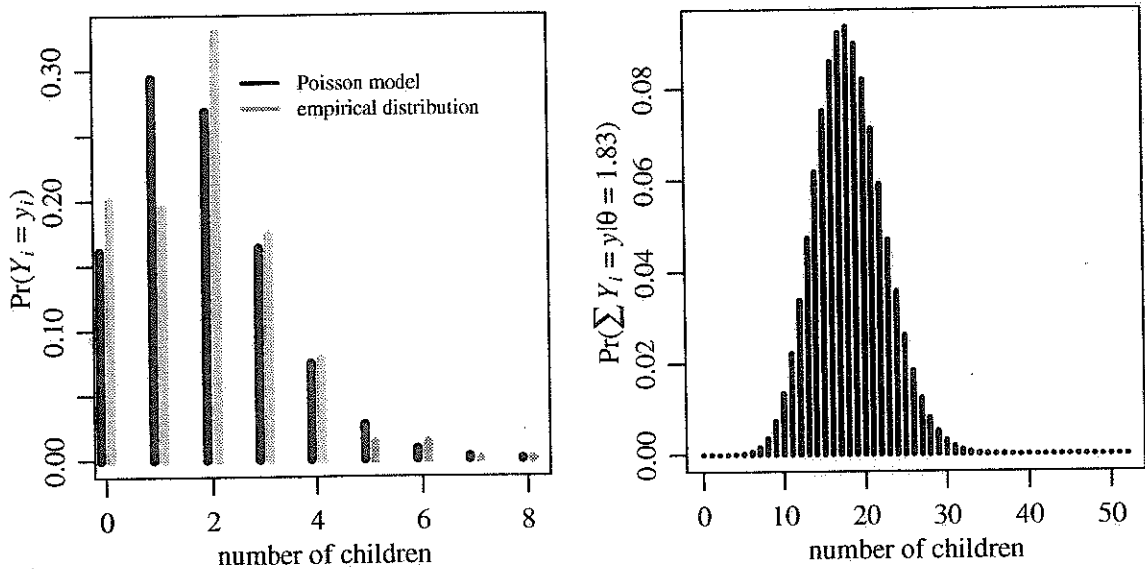 Pr(Y_i = y_i)
0.00
0.10
0.20
0.30
Poisson model
empirical distribution
0 2 4 6 8
number of children
Pr(∑ Y_i = y|θ = 1.83)
0.00
0.02
0.04
0.06
0.08
0 10 20 30 40 50
number of children